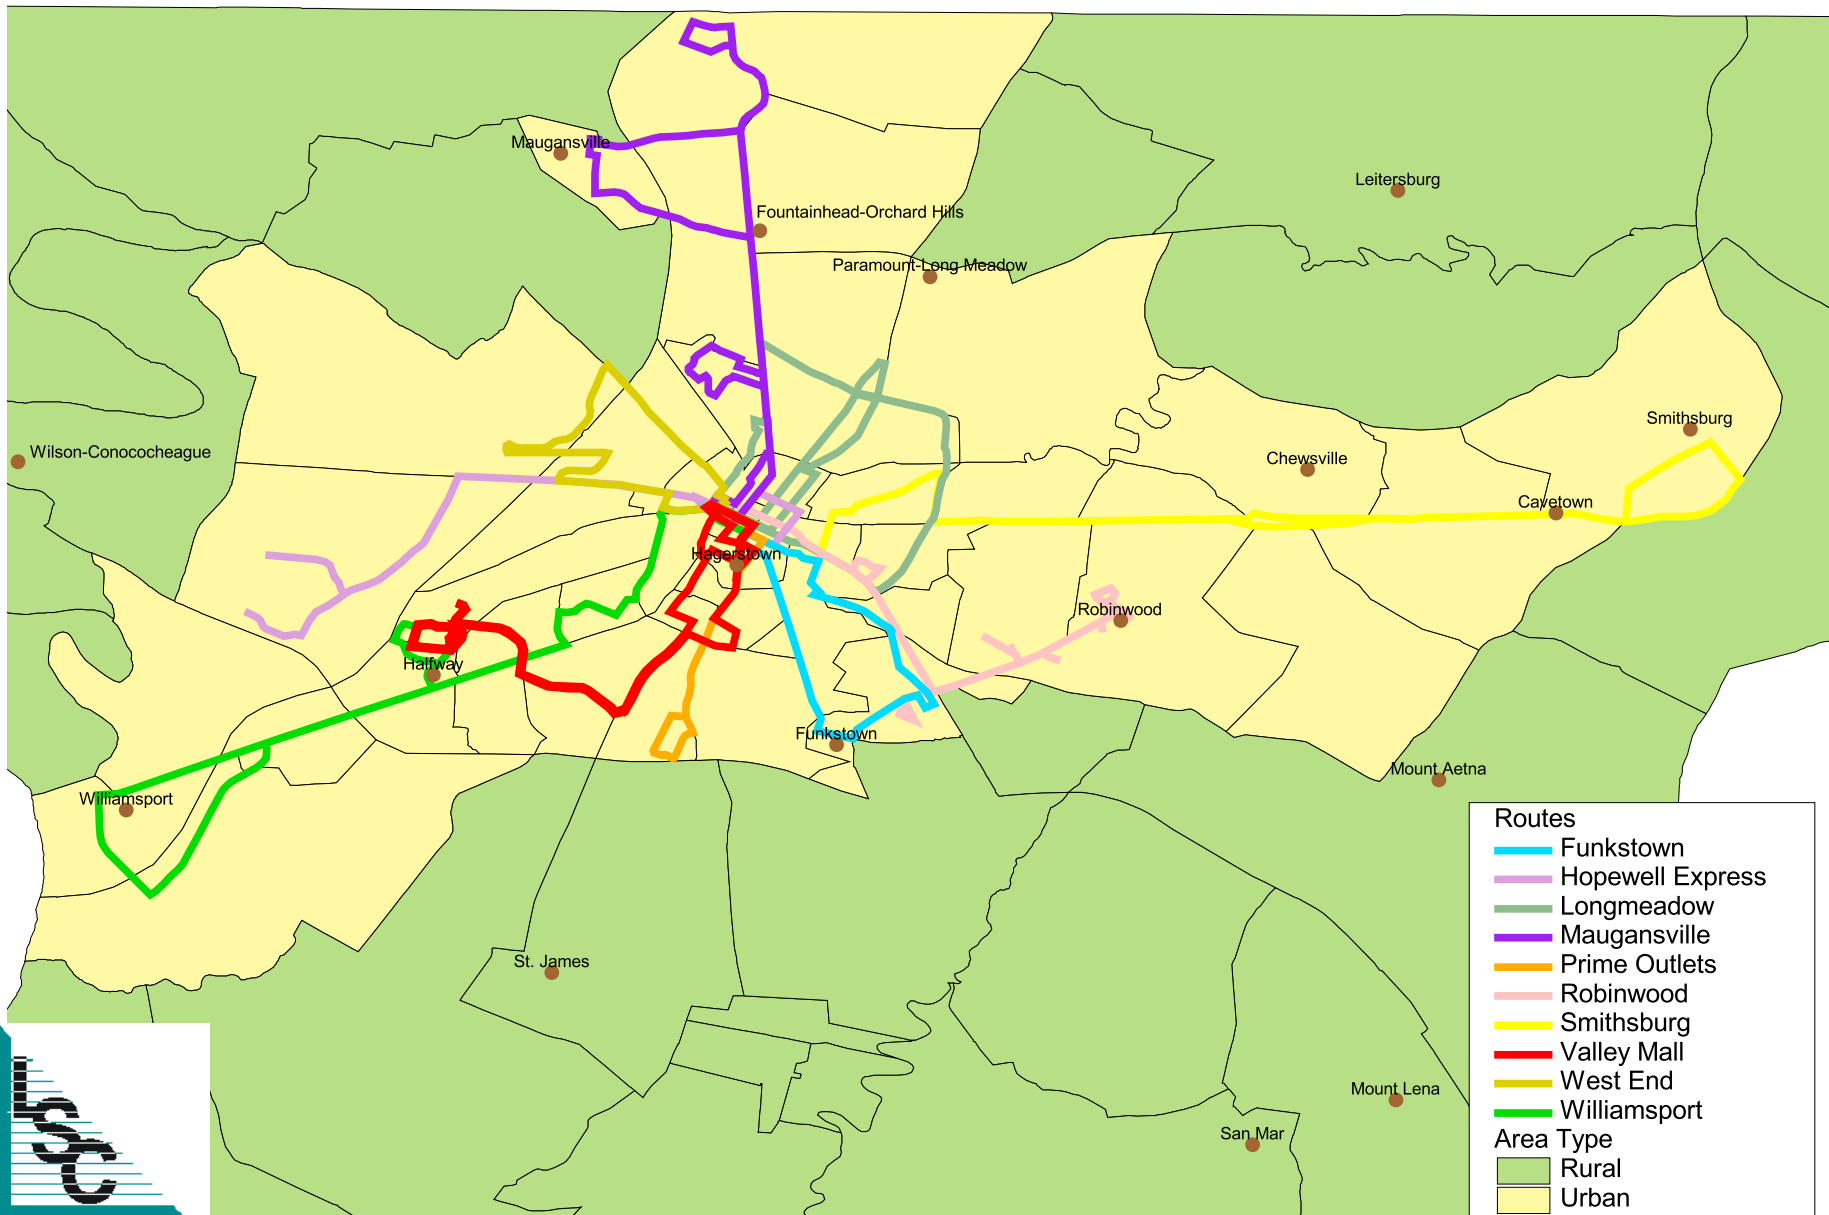 Maugansville
Leitersburg
Fountainhead-Orchard Hills
Paramount-Long Meadow
Smithsburg
Wilson-Conococheague
Chewsville
Cavetown
Hagerstown
Robinwood
Halfway
Funkstown
Mount Aetna
Williamsport
St. James
Mount Lena
San Mar
Routes
Funkstown
Hopewell Express
Longmeadow
Maugansville
Prime Outlets
Robinwood
Smithsburg
Valley Mall
West End
Williamsport
Area Type
Rural
Urban
LSC